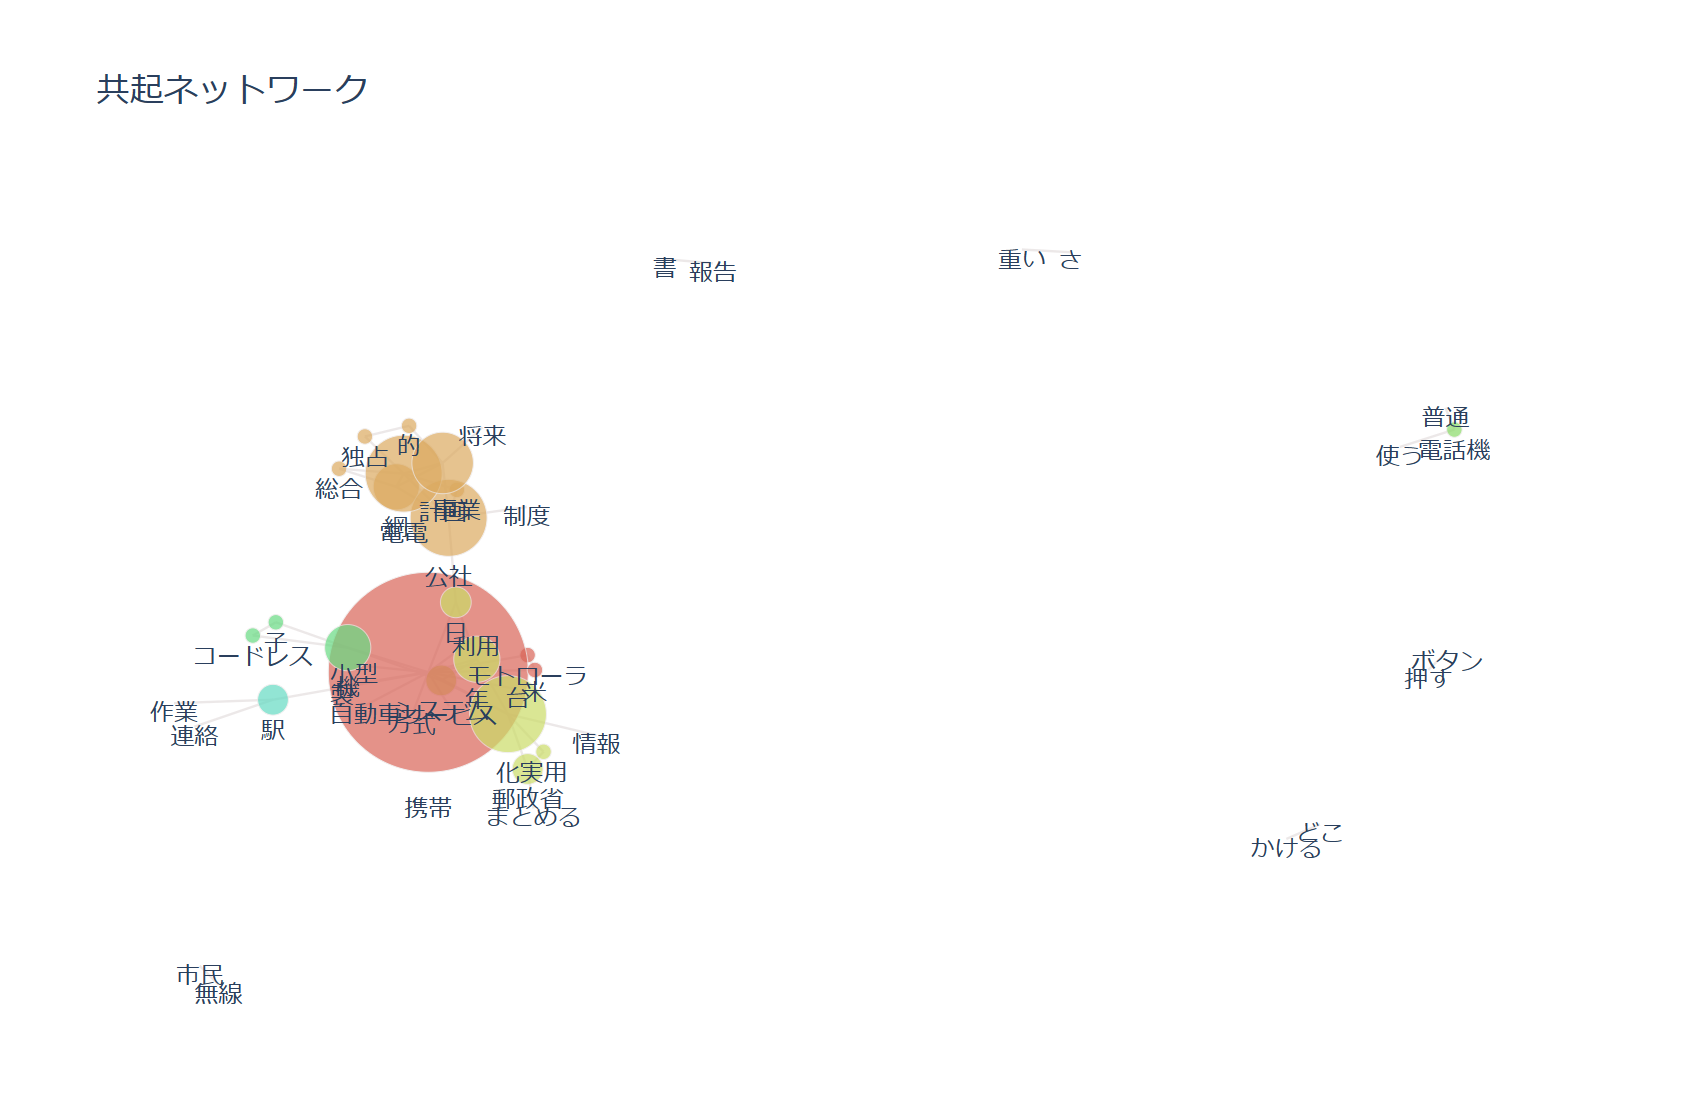 共起ネットワーク
書 報告
重い さ
将来
的
独占
総合
普通
電話機
使う
計画
事業
制度
網
電電
公社
日
利用
子
コードレス
小型
機
製
モトローラ
米
年
台
自動車
サービス
システム
方式
作業
連絡
駅
情報
化
実用
郵政省
まとめる
携帯
ボタン
押す
どこ
かける
市民
無線